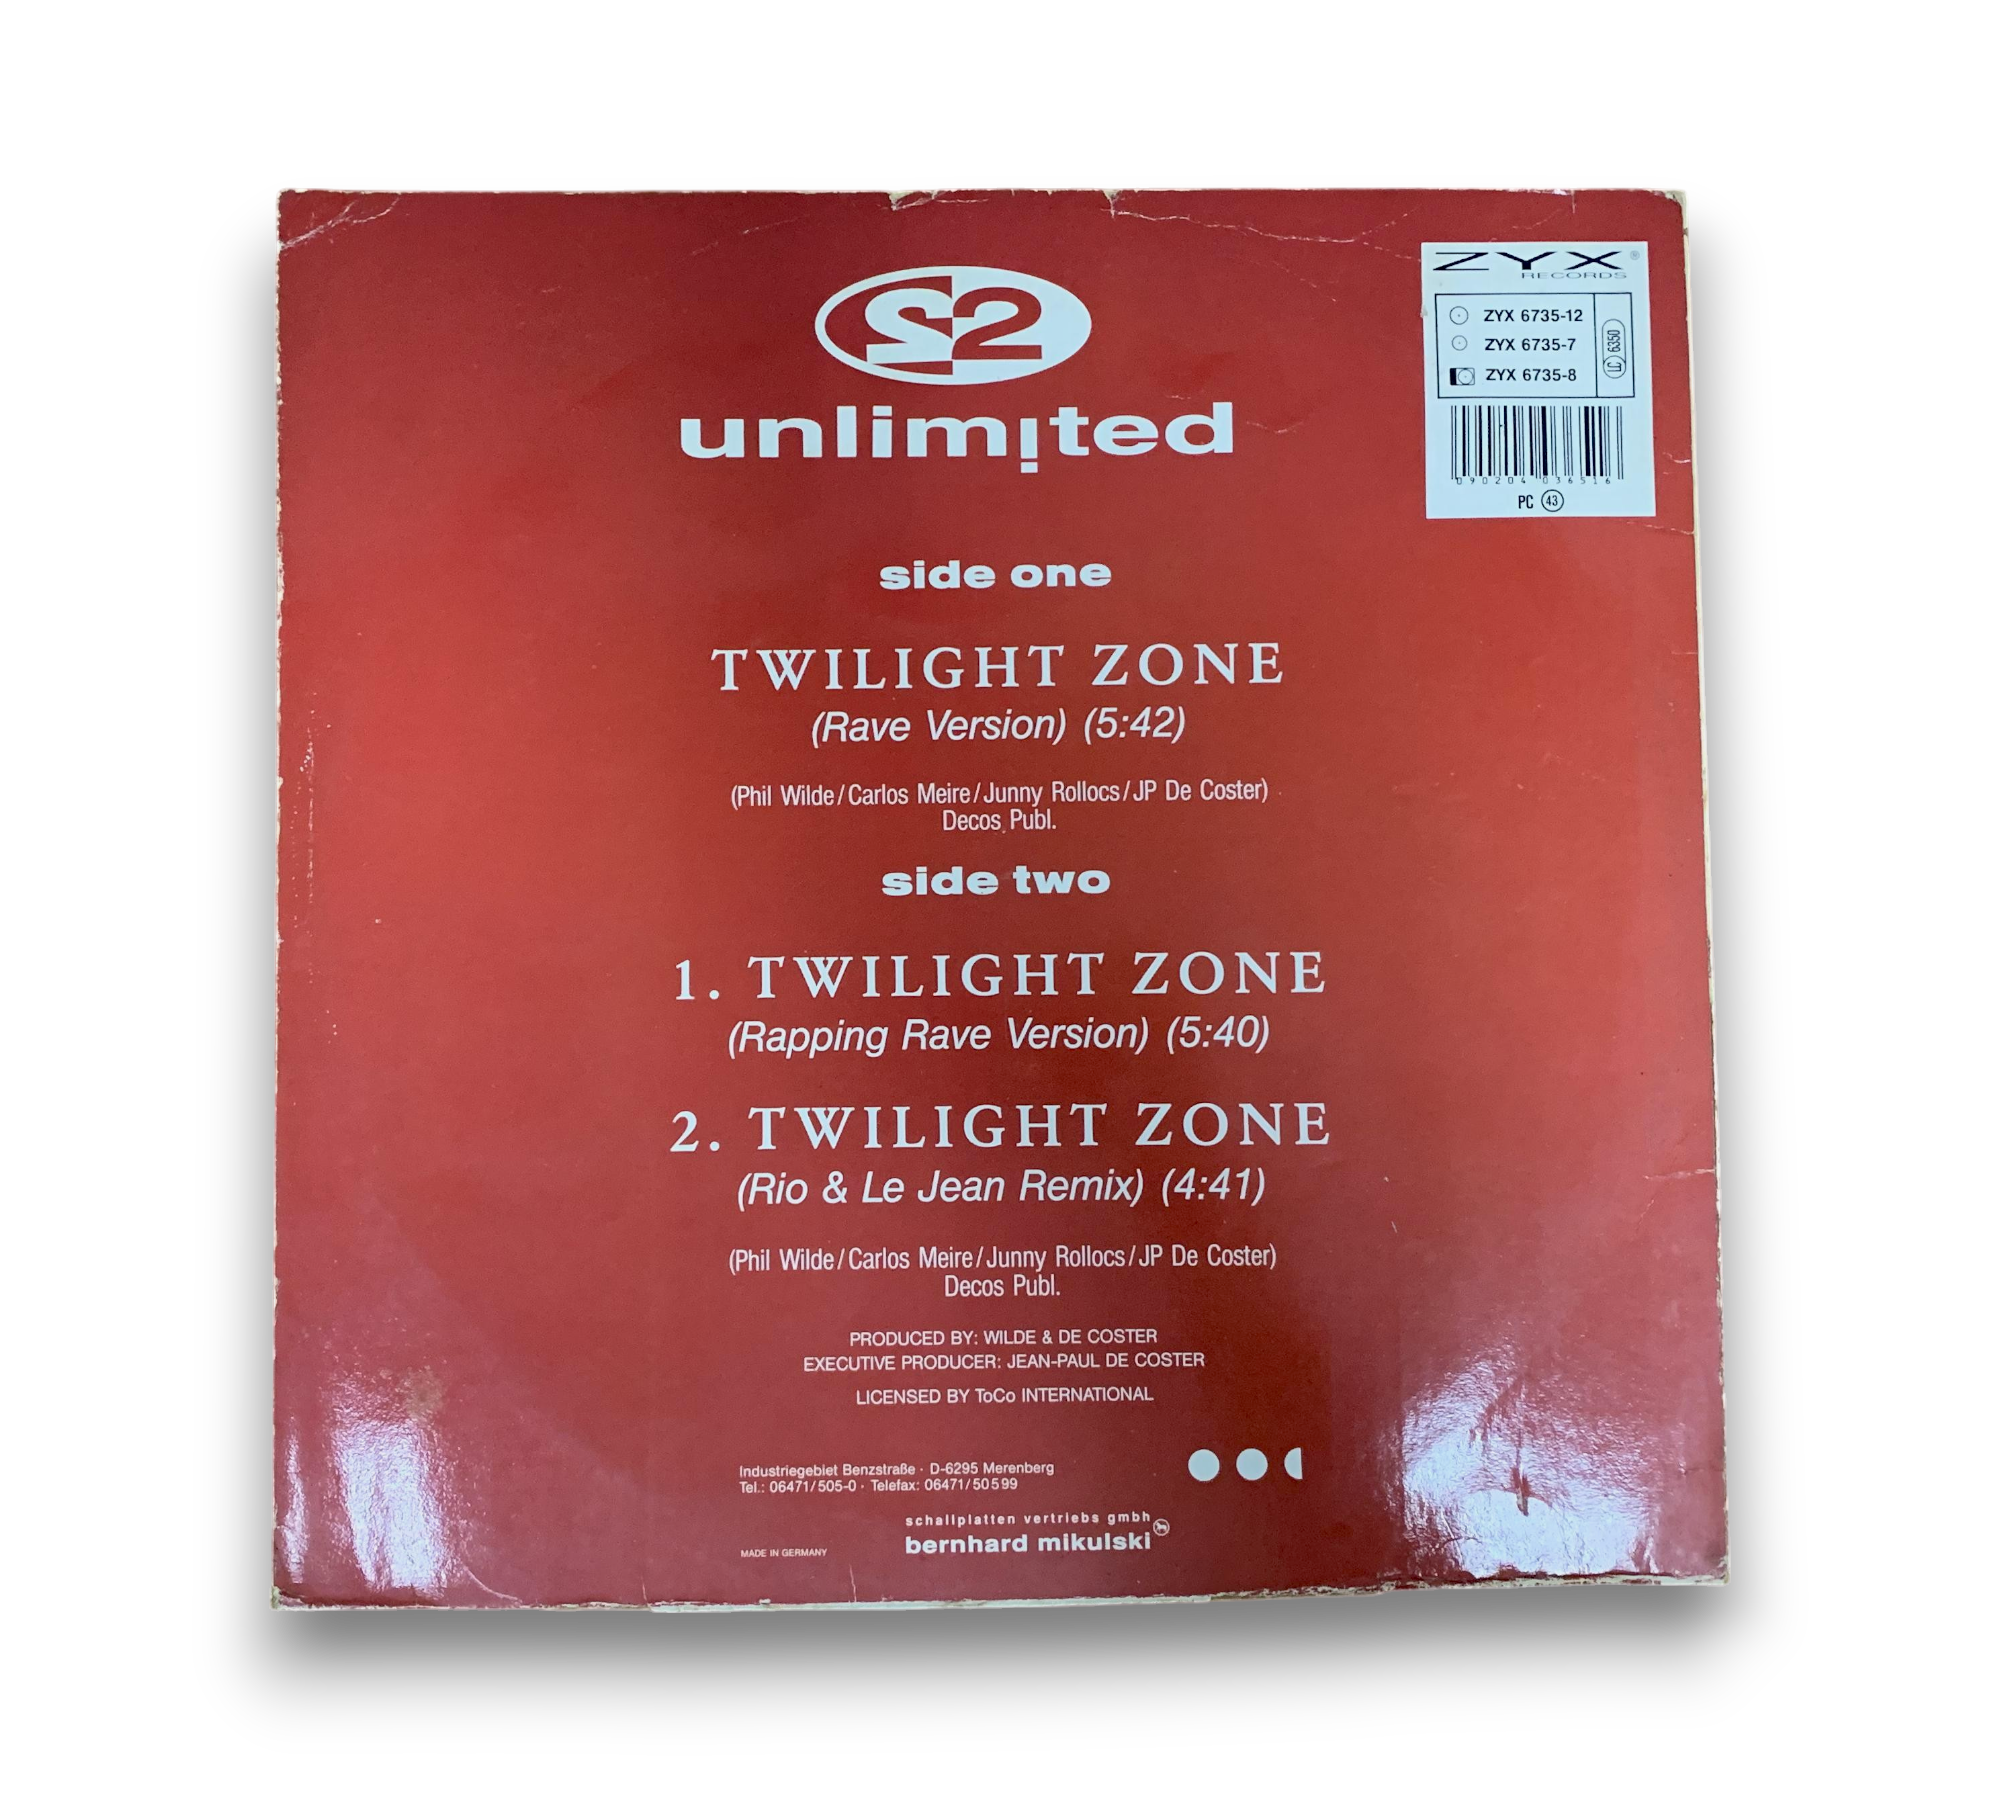 ZYX®
RECORDS
ZYX 6735-12
ZYX 6735-7
ZYX 6735-8
LC 6350
090204 036516
PC 43
22
unlim!ted
side one
TWILIGHT ZONE
(Rave Version) (5:42)
(Phil Wilde/Carlos Meire/Junny Rollocs/JP De Coster)
Decos Publ.
side two
1. TWILIGHT ZONE
(Rapping Rave Version) (5:40)
2. TWILIGHT ZONE
(Rio & Le Jean Remix) (4:41)
(Phil Wilde/Carlos Meire/Junny Rollocs/JP De Coster)
Decos Publ.
PRODUCED BY: WILDE & DE COSTER
EXECUTIVE PRODUCER: JEAN-PAUL DE COSTER
LICENSED BY ToCo INTERNATIONAL
Industriegebiet Benzstraße · D-6295 Merenberg
Tel.: 06471/505-0 · Telefax: 06471/50599
schallplatten vertriebs gmbh
bernhard mikulski
MADE IN GERMANY